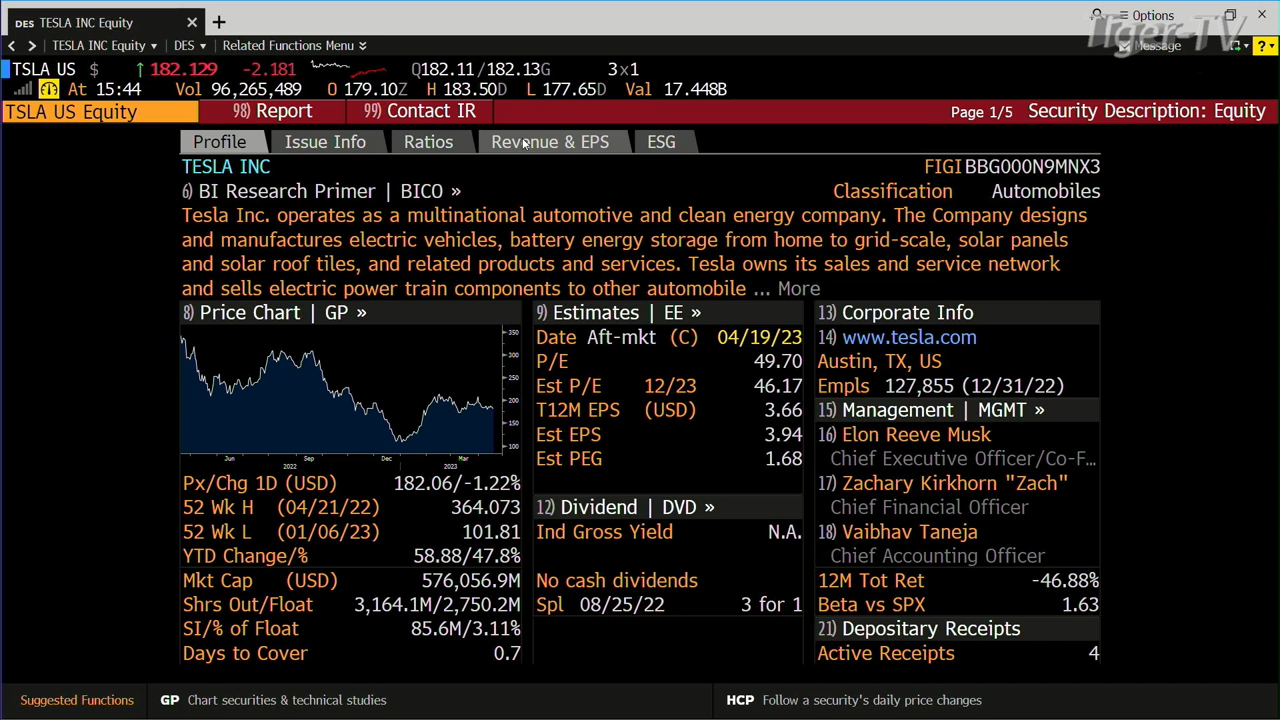 DES TESLA INC Equity
Options
TESLA INC Equity DES Related Functions Menu
Message
Tiger-TV
TSLA US $ ↑ 182.129 -2.181 Q182.11/182.13G 3x1
At 15:44 Vol 96,265,489 O 179.10Z H 183.50D L 177.65D Val 17.448B
TSLA US Equity 98) Report 99) Contact IR Page 1/5 Security Description: Equity
Profile Issue Info Ratios Revenue & EPS ESG
TESLA INC FIGI BBG000N9MNX3
6) BI Research Primer | BICO » Classification Automobiles
Tesla Inc. operates as a multinational automotive and clean energy company. The Company designs
and manufactures electric vehicles, battery energy storage from home to grid-scale, solar panels
and solar roof tiles, and related products and services. Tesla owns its sales and service network
and sells electric power train components to other automobile ... More
8) Price Chart | GP »
350
300
250
200
150
100
Jun Sep Dec Mar
2022 2023
Px/Chg 1D (USD) 182.06/-1.22%
52 Wk H (04/21/22) 364.073
52 Wk L (01/06/23) 101.81
YTD Change/% 58.88/47.8%
Mkt Cap (USD) 576,056.9M
Shrs Out/Float 3,164.1M/2,750.2M
SI/% of Float 85.6M/3.11%
Days to Cover 0.7
9) Estimates | EE »
Date Aft-mkt (C) 04/19/23
P/E 49.70
Est P/E 12/23 46.17
T12M EPS (USD) 3.66
Est EPS 3.94
Est PEG 1.68
12) Dividend | DVD »
Ind Gross Yield N.A.
No cash dividends
Spl 08/25/22 3 for 1
13) Corporate Info
14) www.tesla.com
Austin, TX, US
Empls 127,855 (12/31/22)
15) Management | MGMT »
16) Elon Reeve Musk
Chief Executive Officer/Co-F...
17) Zachary Kirkhorn "Zach"
Chief Financial Officer
18) Vaibhav Taneja
Chief Accounting Officer
12M Tot Ret -46.88%
Beta vs SPX 1.63
21) Depositary Receipts
Active Receipts 4
Suggested Functions GP Chart securities & technical studies HCP Follow a security's daily price changes